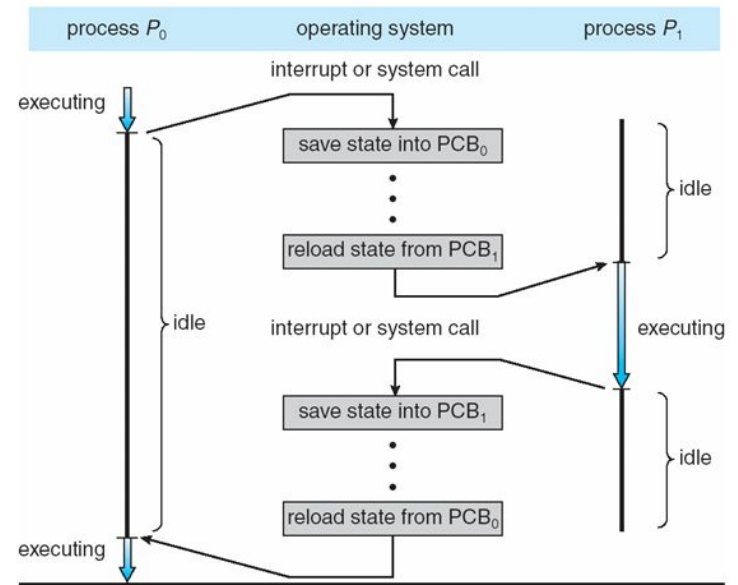 process P₀ operating system process P₁
interrupt or system call
executing
save state into PCB₀
idle
reload state from PCB₁
idle
interrupt or system call
executing
save state into PCB₁
idle
reload state from PCB₀
executing